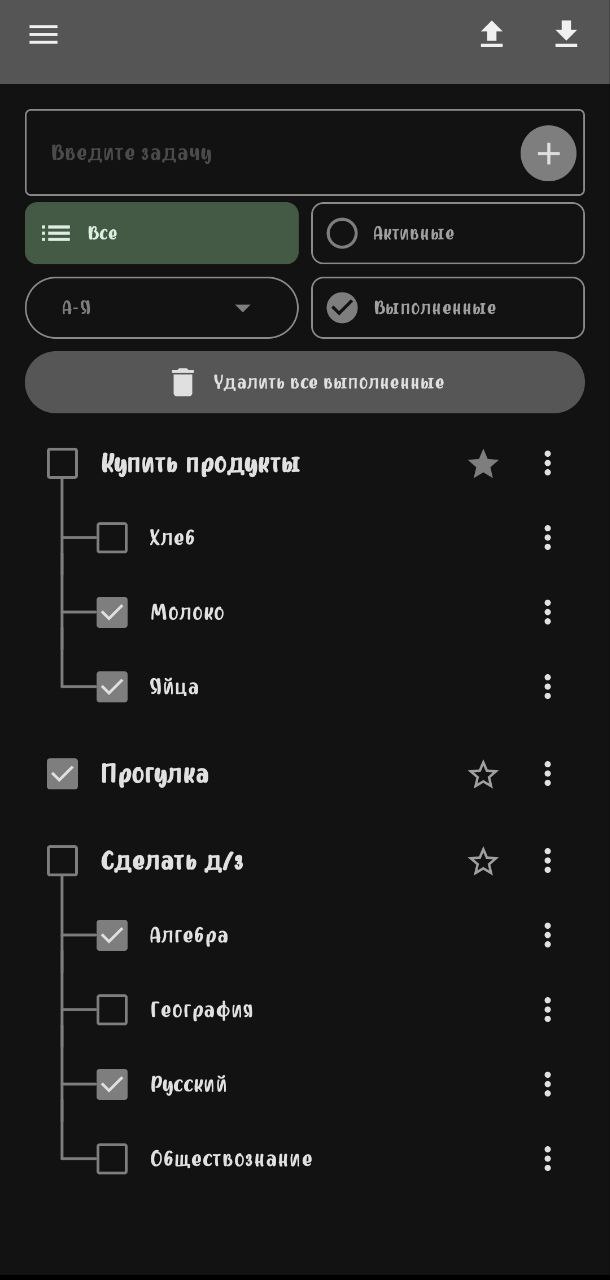 Введите задачу
Все
Активные
А-Я
Выполненные
Удалить все выполненные
Купить продукты
Хлеб
Молоко
Яйца
Прогулка
Сделать д/з
Алгебра
География
Русский
Обществознание